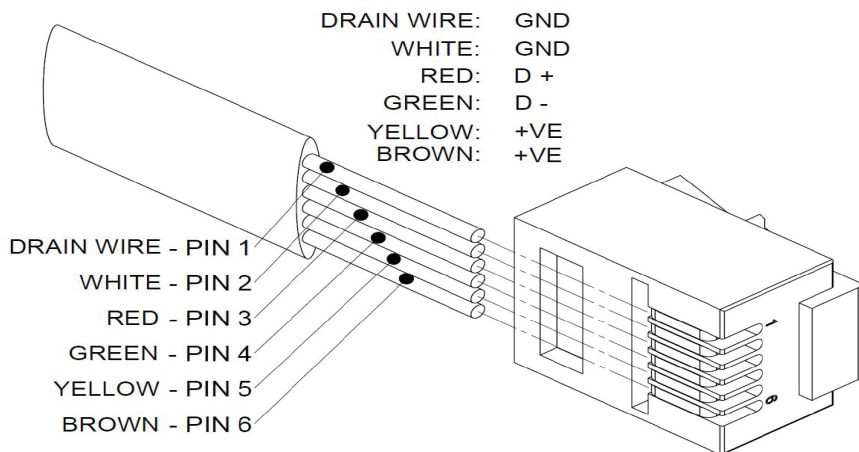 DRAIN WIRE: GND
WHITE: GND
RED: D +
GREEN: D -
YELLOW: +VE
BROWN: +VE
DRAIN WIRE - PIN 1
WHITE - PIN 2
RED - PIN 3
GREEN - PIN 4
YELLOW - PIN 5
BROWN - PIN 6
1
6